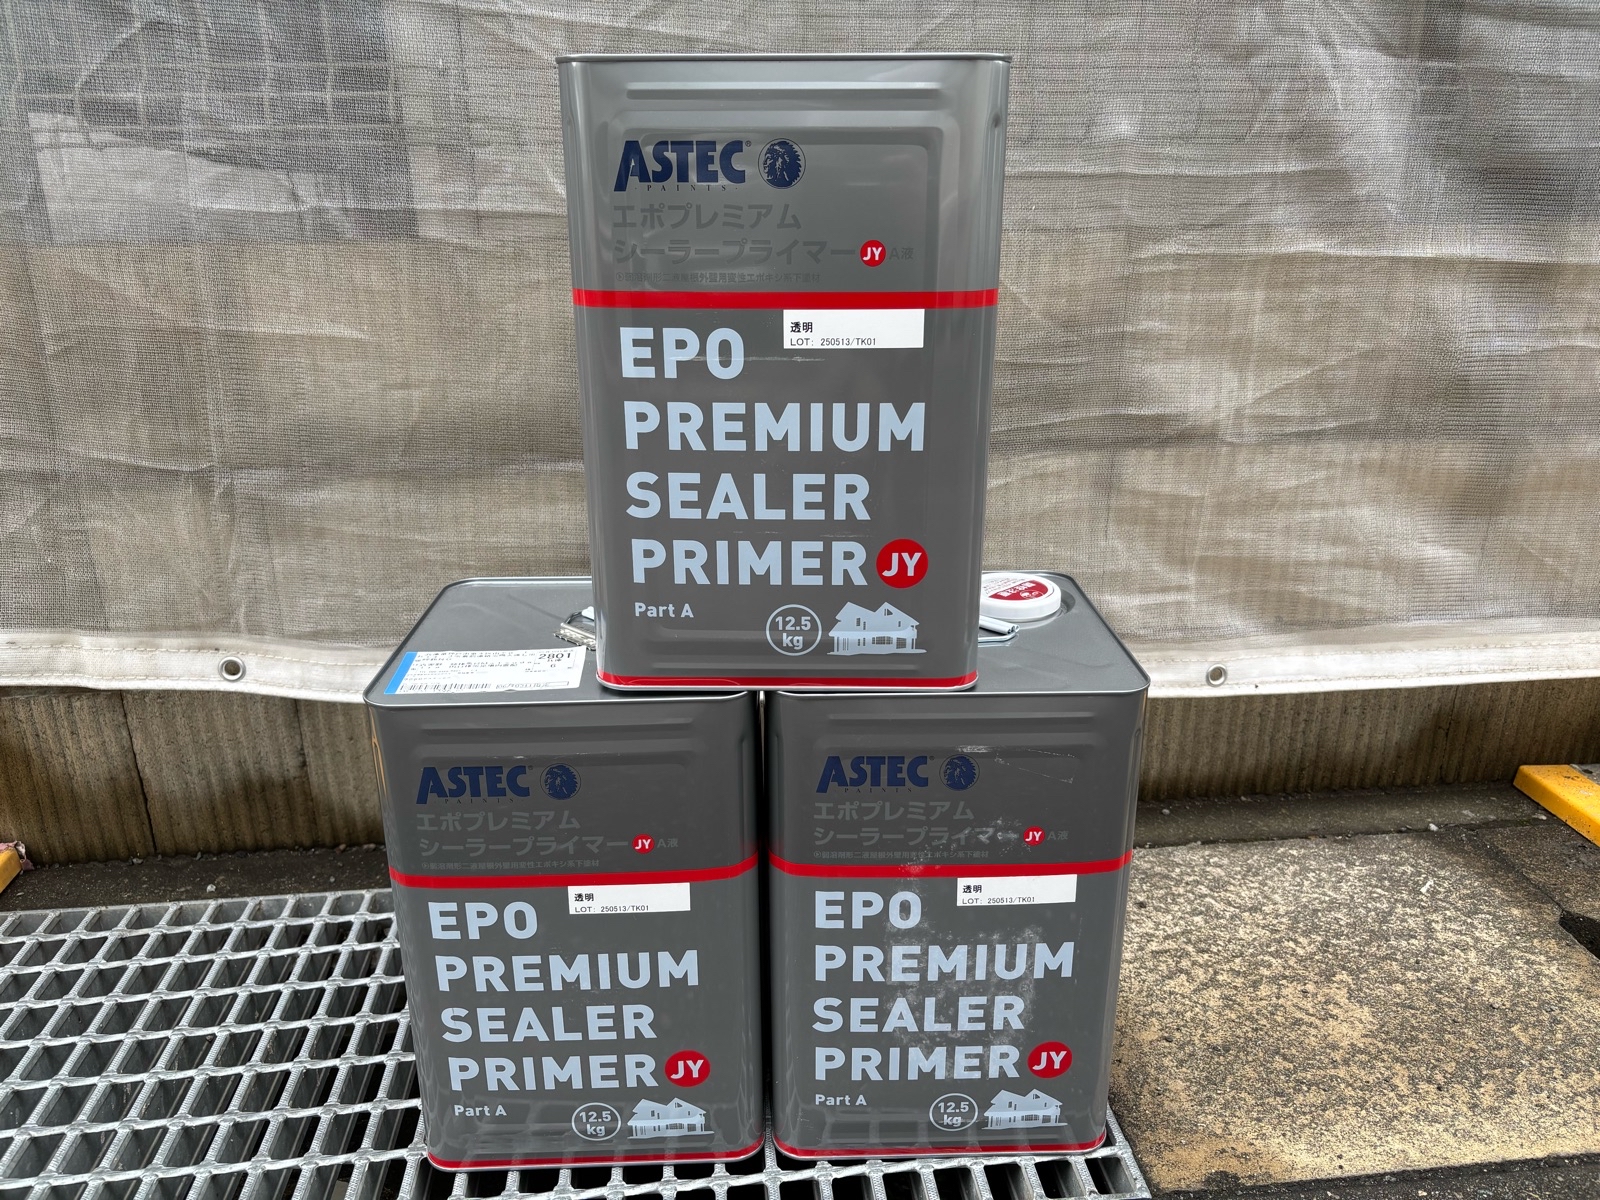 ASTEC
PAINTS
エポプレミアム
シーラープライマー JY A液
透明
LOT: 250513/TK01
EPO
PREMIUM
SEALER
PRIMER JY
Part A
12.5
kg
2801
ASTEC
PAINTS
エポプレミアム
シーラープライマー JY A液
透明
LOT: 250513/TK01
EPO
PREMIUM
SEALER
PRIMER JY
Part A
12.5
kg
ASTEC
PAINTS
エポプレミアム
シーラープライマー JY A液
透明
LOT: 250513/TK01
EPO
PREMIUM
SEALER
PRIMER JY
Part A
12.5
kg